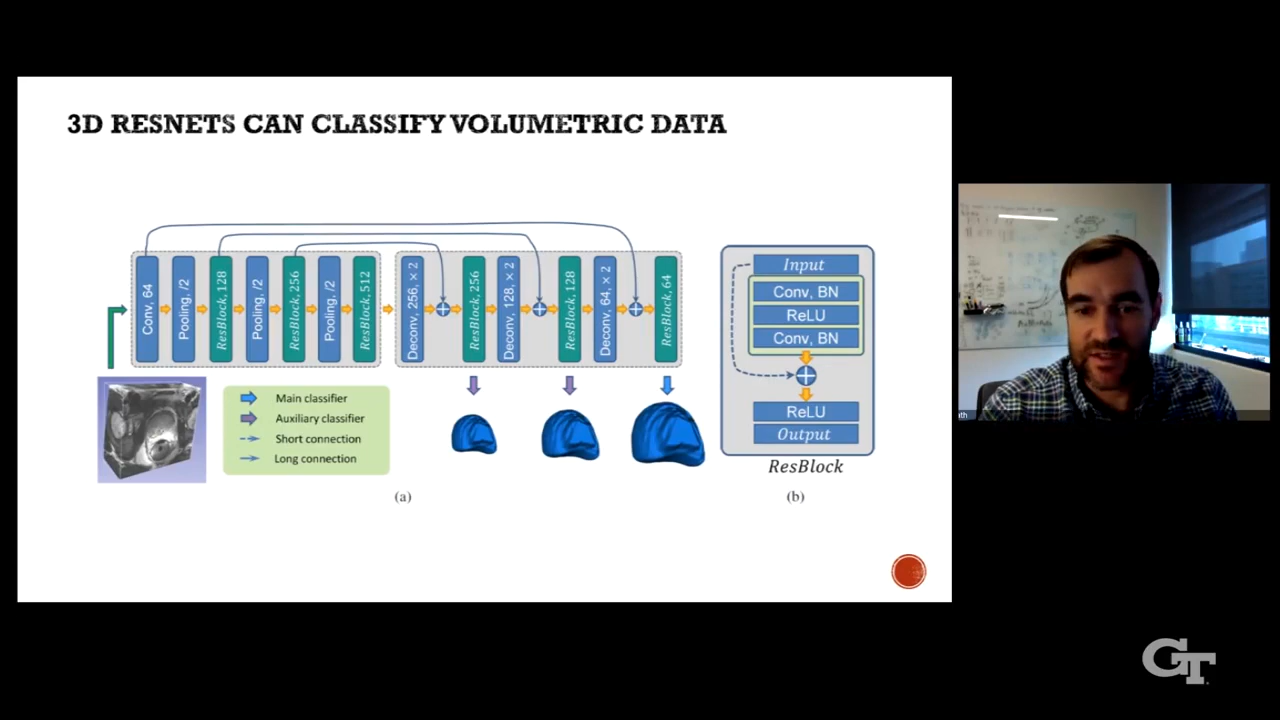 3D RESNETS CAN CLASSIFY VOLUMETRIC DATA
Conv, 64
Pooling, /2
ResBlock, 128
Pooling, /2
ResBlock, 256
Pooling, /2
ResBlock, 512
Deconv, 256, × 2
ResBlock, 256
Deconv, 128, × 2
ResBlock, 128
Deconv, 64, × 2
ResBlock, 64
Main classifier
Auxiliary classifier
Short connection
Long connection
(a)
Input
Conv, BN
ReLU
Conv, BN
ReLU
Output
ResBlock
(b)
GT